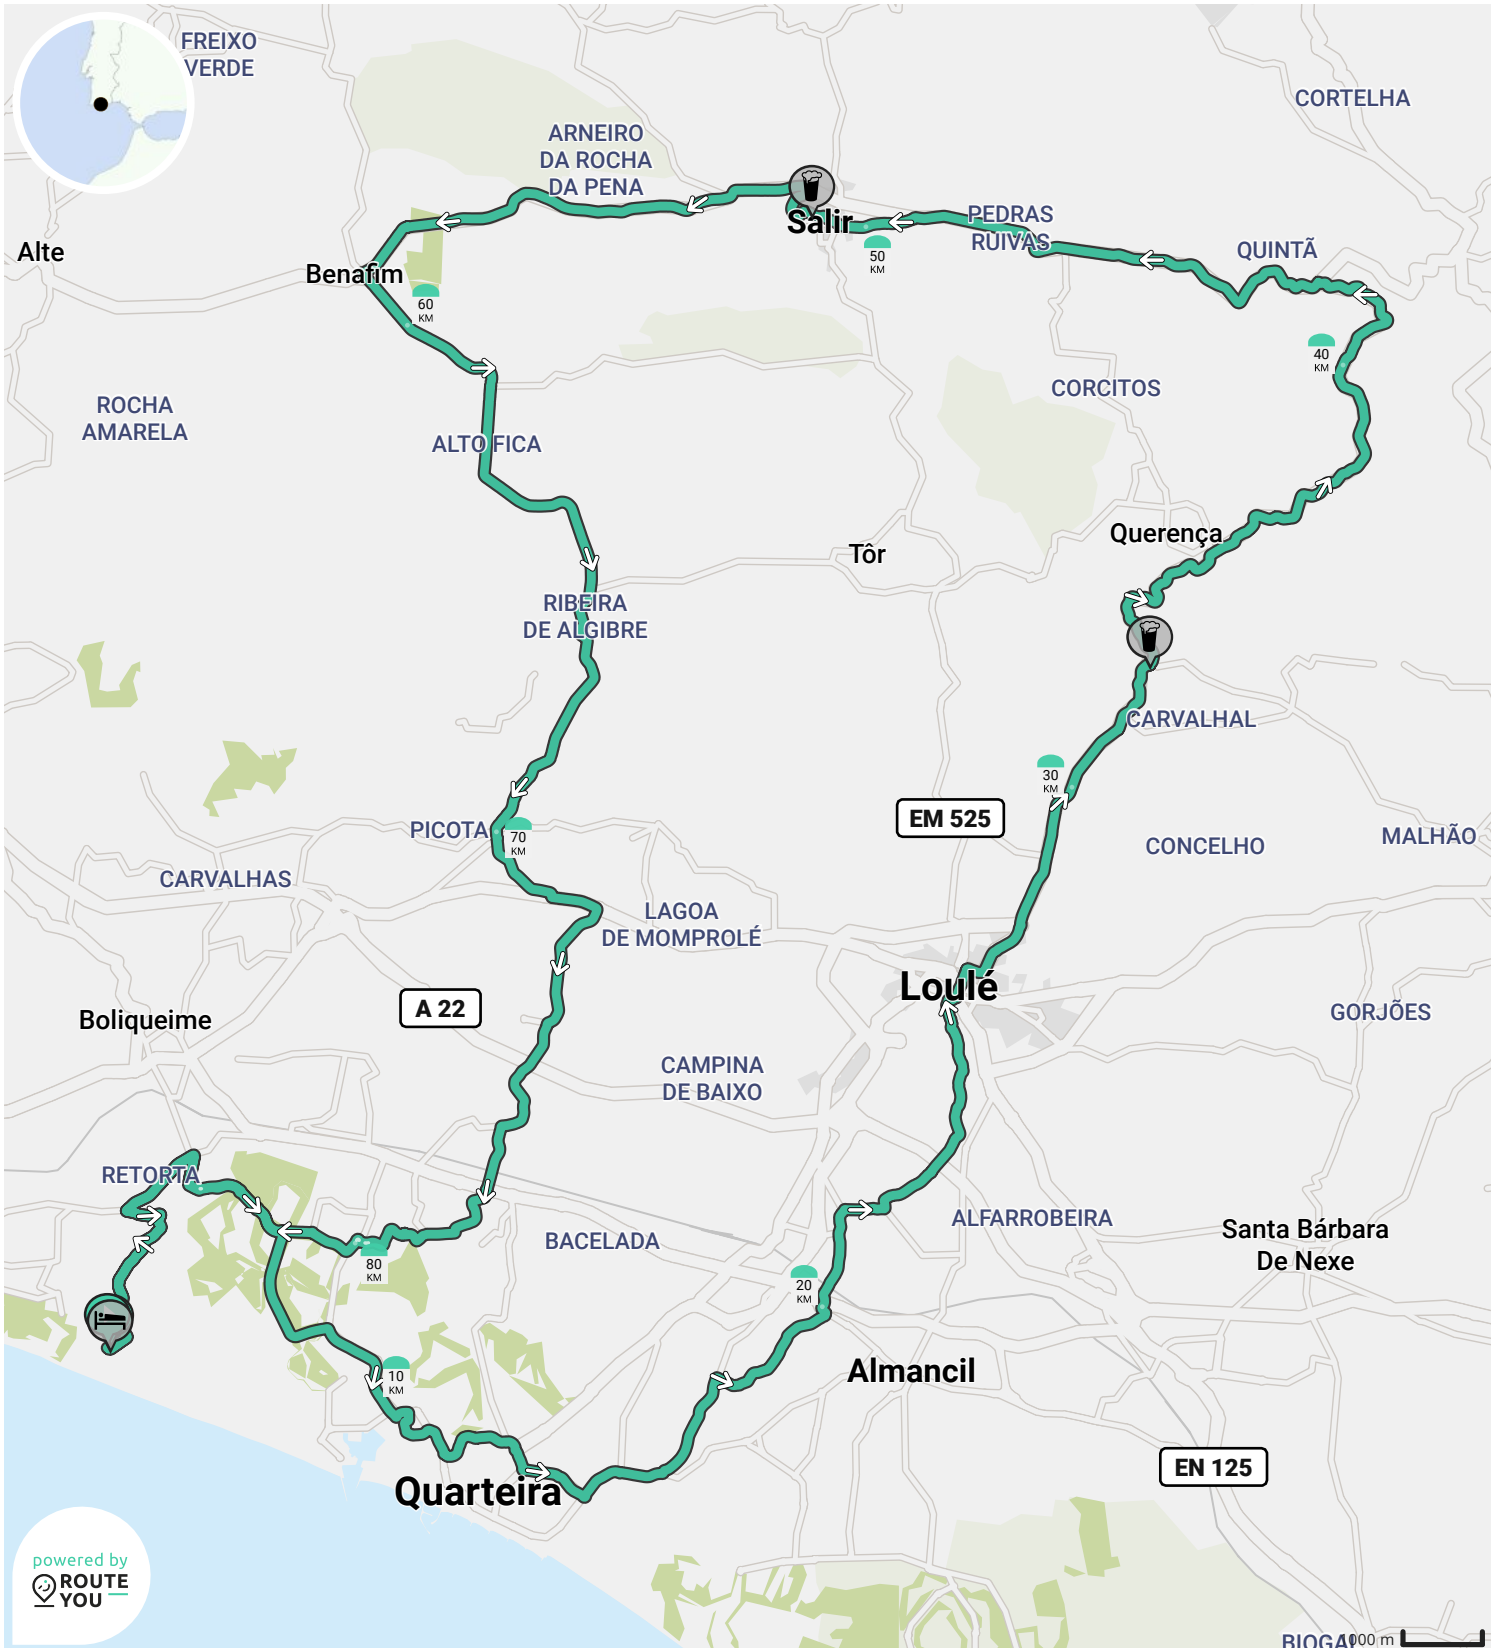 FREIXO
VERDE
CORTELHA
ARNEIRO
DA ROCHA
DA PENA
Salir
PEDRAS
RUIVAS
QUINTÃ
50
KM
Alte
Benafim
60
KM
40
KM
CORCITOS
ROCHA
AMARELA
ALTO FICA
Querença
Tôr
RIBEIRA
DE ALGIBRE
CARVALHAL
30
KM
EM 525
PICOTA
70
KM
CONCELHO
MALHÃO
CARVALHAS
LAGOA
DE MOMPROLÉ
Loulé
A 22
Boliqueime
GORJÕES
CAMPINA
DE BAIXO
RETORTA
ALFARROBEIRA
Santa Bárbara
De Nexe
BACELADA
80
KM
20
KM
Almancil
10
KM
EN 125
Quarteira
powered by
ROUTE
YOU
1000 m